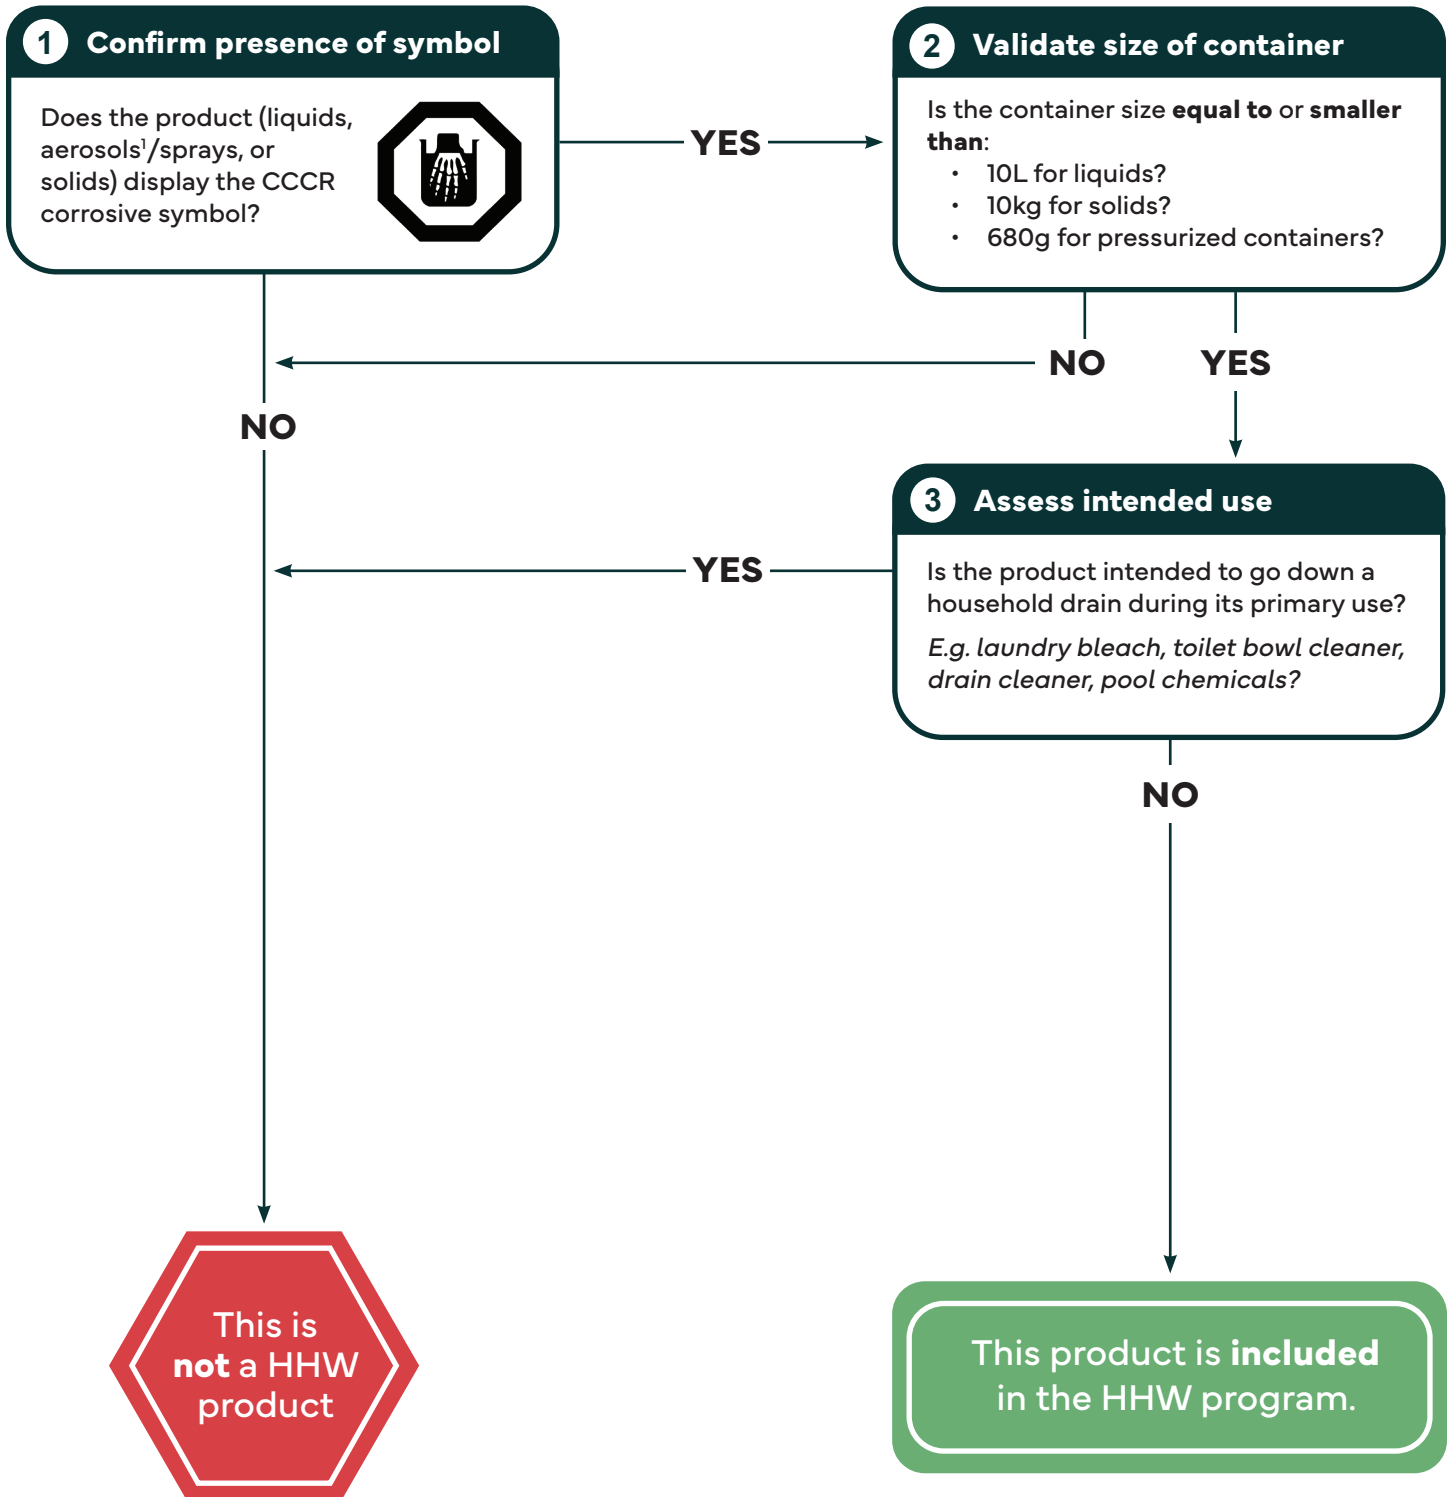 1 Confirm presence of symbol
Does the product (liquids,
aerosols¹/sprays, or
solids) display the CCCR
corrosive symbol?
YES
2 Validate size of container
Is the container size equal to or smaller
than:
• 10L for liquids?
• 10kg for solids?
• 680g for pressurized containers?
NO
YES
NO
3 Assess intended use
Is the product intended to go down a
household drain during its primary use?
E.g. laundry bleach, toilet bowl cleaner,
drain cleaner, pool chemicals?
YES
NO
This is
not a HHW
product
This product is included
in the HHW program.